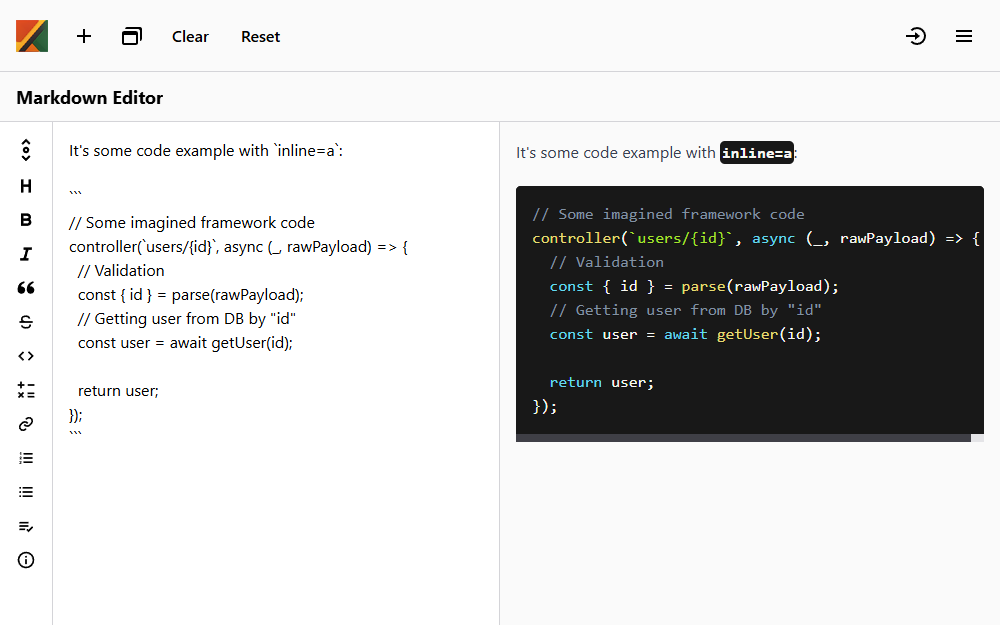 Clear Reset
Markdown Editor
It's some code example with `inline=a`:
```
// Some imagined framework code
controller(`users/{id}`, async (_, rawPayload) => {
  // Validation
  const { id } = parse(rawPayload);
  // Getting user from DB by "id"
  const user = await getUser(id);

  return user;
});
```
It's some code example with inline=a:
// Some imagined framework code
controller(`users/{id}`, async (_, rawPayload) => {
  // Validation
  const { id } = parse(rawPayload);
  // Getting user from DB by "id"
  const user = await getUser(id);

  return user;
});